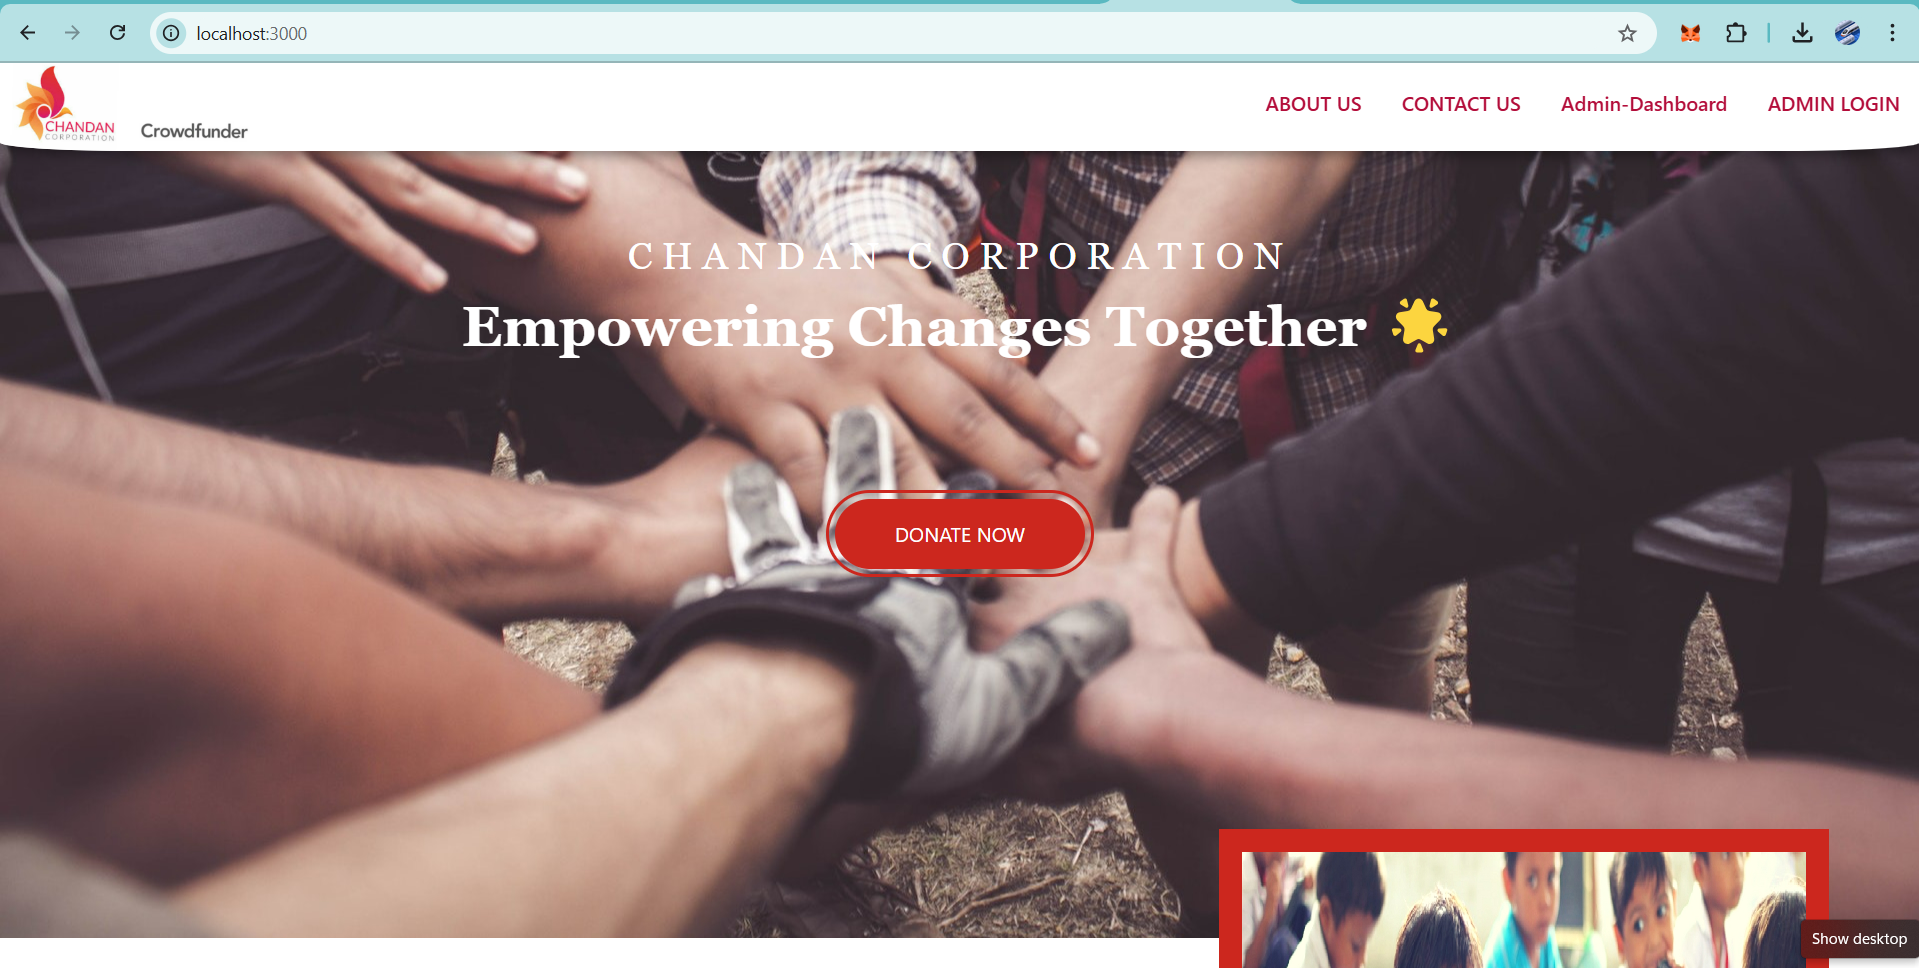 localhost:3000
CHANDAN
CORPORATION
Crowdfunder
ABOUT US
CONTACT US
Admin-Dashboard
ADMIN LOGIN
CHANDAN CORPORATION
Empowering Changes Together 🌟
DONATE NOW
Show desktop